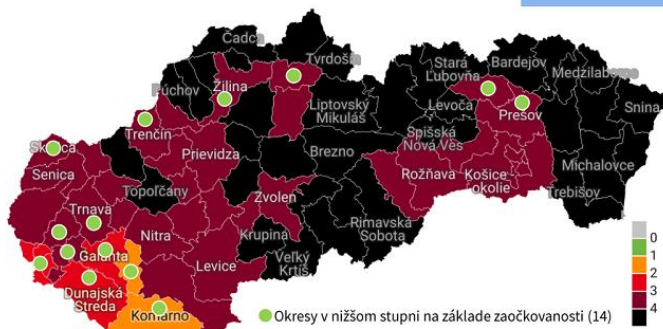 Čadca
Tvrdošín
Stará
Ľubovňa
Bardejov
Medzilaborce
Púchov
Žilina
Liptovský
Mikuláš
Levoča
Prešov
Snina
Trenčín
Spišská
Nová Ves
Skalica
Prievidza
Brezno
Michalovce
Senica
Rožňava
Košice
okolie
Topoľčany
Zvolen
Trebišov
Trnava
Rimavská
Sobota
Nitra
Krupina
Galanta
Levice
Veľký
Krtíš
0
1
2
3
4
Dunajská
Streda
Komárno
Okresy v nižšom stupni na základe zaočkovanosti (14)